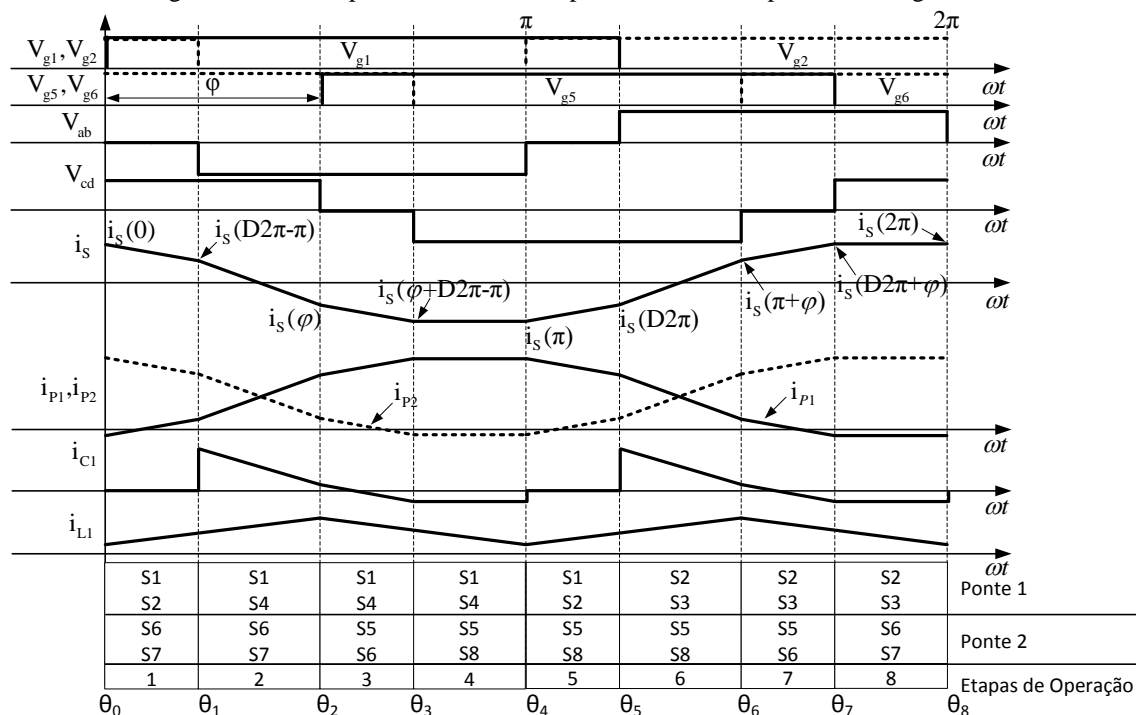 π 2π
V_g1,V_g2 V_g1 V_g2 ωt
V_g5,V_g6 φ V_g5 V_g6 ωt
V_ab ωt
V_cd ωt
i_S i_S(0) i_S(D2π-π) i_S(φ) i_S(φ+D2π-π) i_S(π) i_S(D2π) i_S(π+φ) i_S(D2π+φ) i_S(2π) ωt
i_P1,i_P2 i_P2 i_P1 ωt
i_C1 ωt
i_L1 ωt
S1 S1 S1 S1 S1 S2 S2 S2 Ponte 1
S2 S4 S4 S4 S2 S3 S3 S3
S6 S6 S5 S5 S5 S5 S5 S6 Ponte 2
S7 S7 S6 S8 S8 S8 S6 S7
1 2 3 4 5 6 7 8 Etapas de Operação
θ_0 θ_1 θ_2 θ_3 θ_4 θ_5 θ_6 θ_7 θ_8